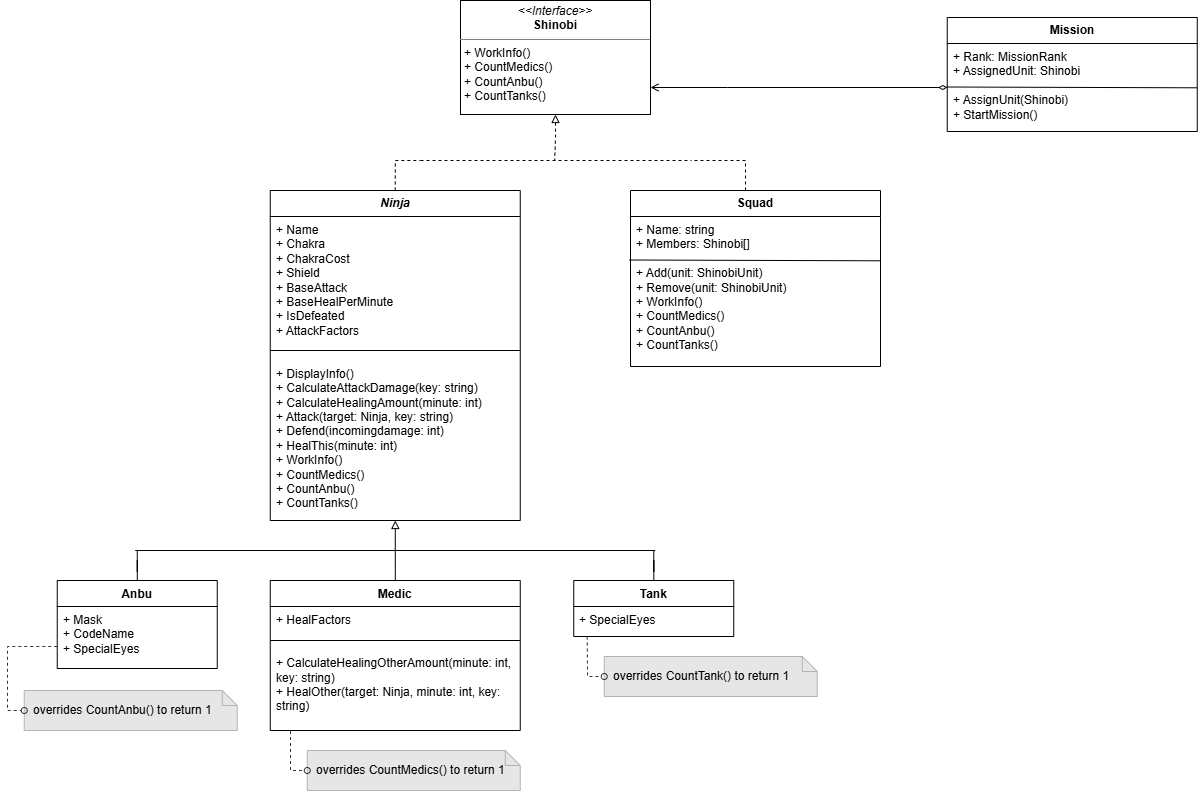 <<Interface>>
Shinobi
+ WorkInfo()
+ CountMedics()
+ CountAnbu()
+ CountTanks()
Mission
+ Rank: MissionRank
+ AssignedUnit: Shinobi
+ AssignUnit(Shinobi)
+ StartMission()
Ninja
+ Name
+ Chakra
+ ChakraCost
+ Shield
+ BaseAttack
+ BaseHealPerMinute
+ IsDefeated
+ AttackFactors
+ DisplayInfo()
+ CalculateAttackDamage(key: string)
+ CalculateHealingAmount(minute: int)
+ Attack(target: Ninja, key: string)
+ Defend(incomingdamage: int)
+ HealThis(minute: int)
+ WorkInfo()
+ CountMedics()
+ CountAnbu()
+ CountTanks()
Squad
+ Name: string
+ Members: Shinobi[]
+ Add(unit: ShinobiUnit)
+ Remove(unit: ShinobiUnit)
+ WorkInfo()
+ CountMedics()
+ CountAnbu()
+ CountTanks()
Anbu
+ Mask
+ CodeName
+ SpecialEyes
overrides CountAnbu() to return 1
Medic
+ HealFactors
+ CalculateHealingOtherAmount(minute: int,
key: string)
+ HealOther(target: Ninja, minute: int, key:
string)
overrides CountMedics() to return 1
Tank
+ SpecialEyes
overrides CountTank() to return 1